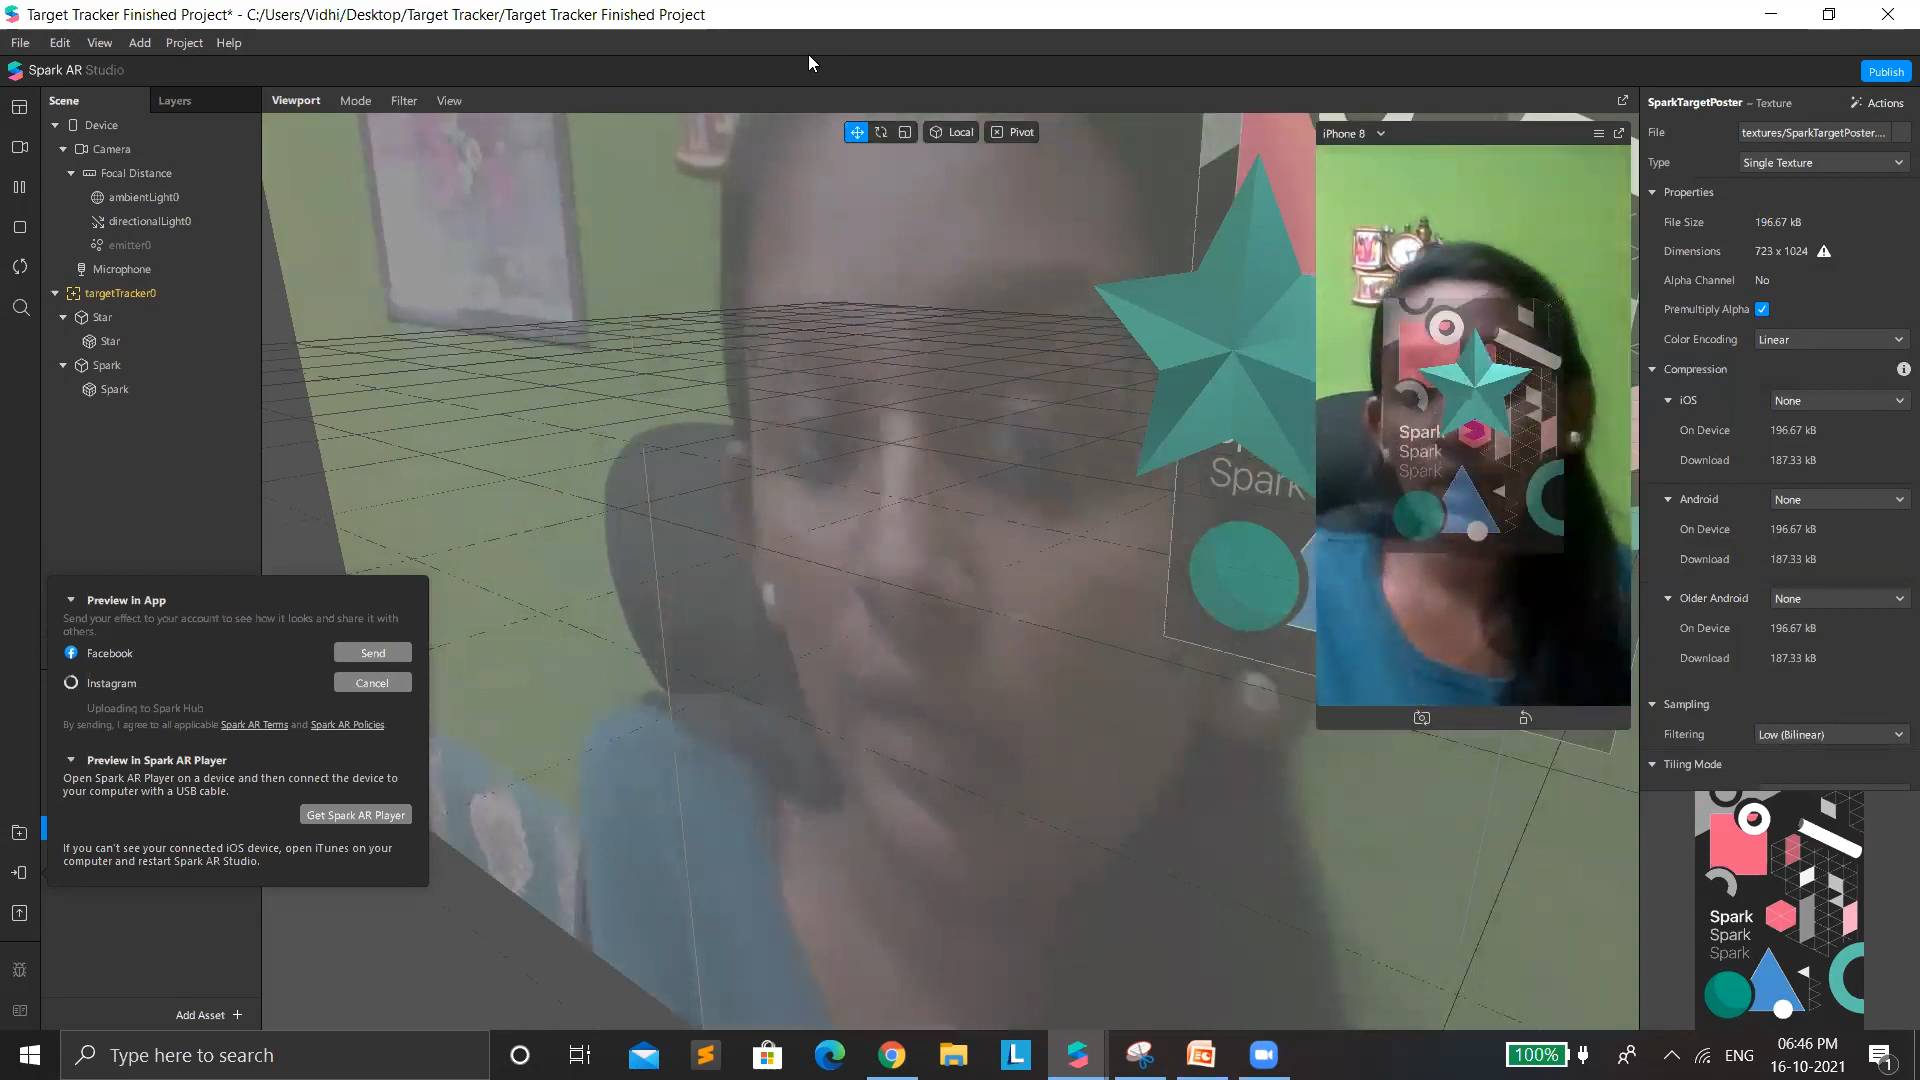 Target Tracker Finished Project* - C:/Users/Vidhi/Desktop/Target Tracker/Target Tracker Finished Project
File Edit View Add Project Help
Spark AR Studio
Publish
Scene Layers
Device
Camera
Focal Distance
ambientLight0
directionalLight0
emitter0
Microphone
targetTracker0
Star
Star
Spark
Spark
Preview in App
Send your effect to your account to see how it looks and share it with
others.
Facebook Send
Instagram Cancel
Uploading to Spark Hub
By sending, I agree to all applicable Spark AR Terms and Spark AR Policies.
Preview in Spark AR Player
Open Spark AR Player on a device and then connect the device to
your computer with a USB cable.
Get Spark AR Player
If you can't see your connected iOS device, open iTunes on your
computer and restart Spark AR Studio.
Add Asset +
Viewport Mode Filter View
Local Pivot
Spark
iPhone 8
Spark
Spark
Spark
SparkTargetPoster – Texture Actions
File textures/SparkTargetPoster....
Type Single Texture
Properties
File Size 196.67 kB
Dimensions 723 x 1024
Alpha Channel No
Premultiply Alpha
Color Encoding Linear
Compression
iOS None
On Device 196.67 kB
Download 187.33 kB
Android None
On Device 196.67 kB
Download 187.33 kB
Older Android None
On Device 196.67 kB
Download 187.33 kB
Sampling
Filtering Low (Bilinear)
Tiling Mode
Spark
Spark
Spark
Type here to search
L
100%
ENG
06:46 PM
16-10-2021
1